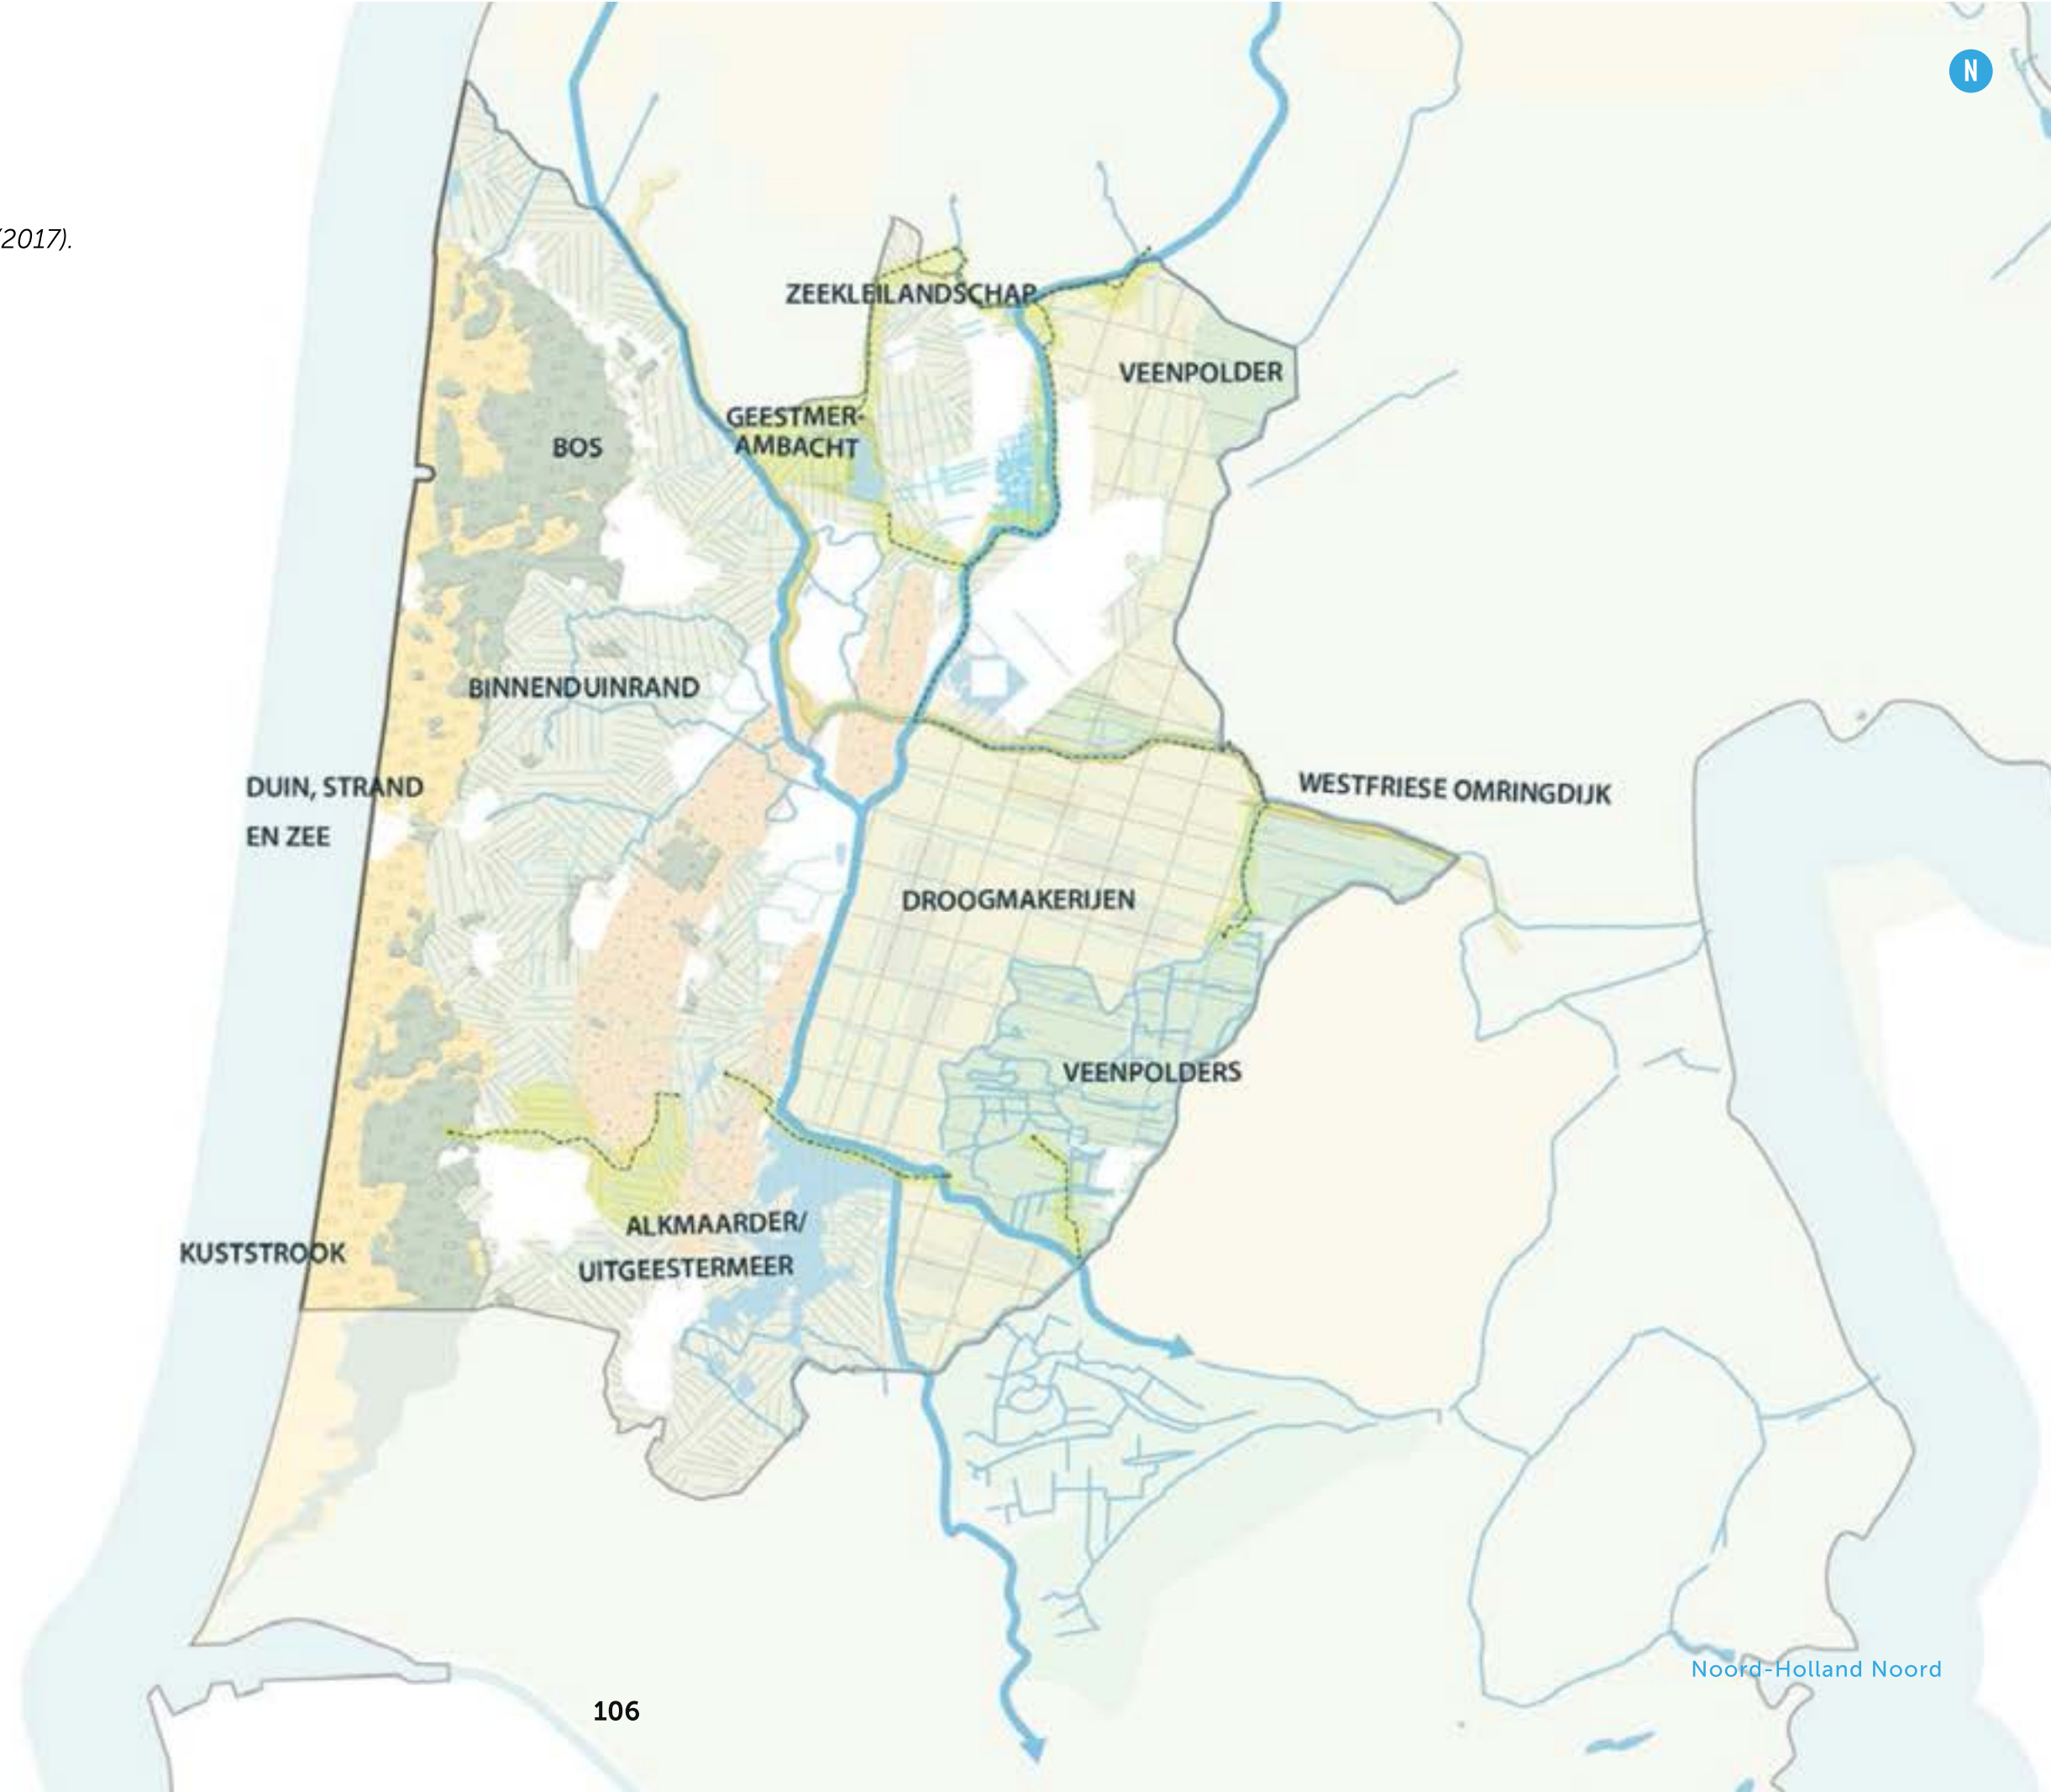 N
(2017).
ZEEKLEILANDSCHAP
VEENPOLDER
GEESTMER-
AMBACHT
BOS
BINNENDUINRAND
DUIN, STRAND
EN ZEE
WESTFRIESE OMRINGDIJK
DROOGMAKERIJEN
VEENPOLDERS
ALKMAARDER/
UITGEESTERMEER
KUSTSTROOK
Noord-Holland Noord
106